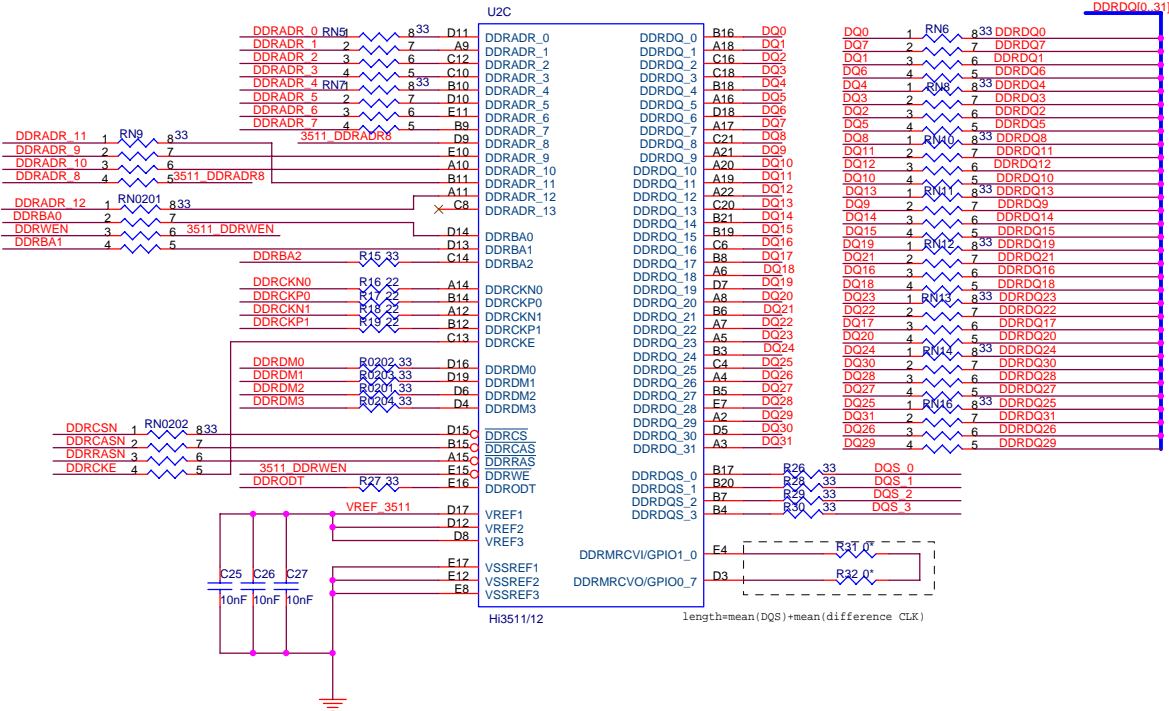 DDRDQ[0..31]
U2C
DDRADR_0 RN5 1 8 33 D11 DDRADR_0
DDRADR_1 2 7 A9 DDRADR_1
DDRADR_2 3 6 C12 DDRADR_2
DDRADR_3 4 5 C10 DDRADR_3
DDRADR_4 RN7 1 8 33 B10 DDRADR_4
DDRADR_5 2 7 D10 DDRADR_5
DDRADR_6 3 6 E11 DDRADR_6
DDRADR_7 4 5 B9 DDRADR_7
3511_DDRADR8 D9 DDRADR_8
DDRADR_11 1 RN9 8 33
DDRADR_9 2 7 E10 DDRADR_9
DDRADR_10 3 6 A10 DDRADR_10
DDRADR_8 4 5 3511_DDRADR8
B11 DDRADR_11
A11 DDRADR_12
C8 DDRADR_13
DDRADR_12 1 RN0201 8 33
DDRBA0 2 7
DDRWEN 3 6 3511_DDRWEN
DDRBA1 4 5
D14 DDRBA0
D13 DDRBA1
DDRBA2 R15 33 C14 DDRBA2
DDRCKN0 R16 22 A14 DDRCKN0
DDRCKP0 R17 22 B14 DDRCKP0
DDRCKN1 R18 22 A12 DDRCKN1
DDRCKP1 R19 22 B12 DDRCKP1
C13 DDRCKE
DDRDM0 R0202 33 D16 DDRDM0
DDRDM1 R0203 33 D19 DDRDM1
DDRDM2 R0201 33 D6 DDRDM2
DDRDM3 R0204 33 D4 DDRDM3
DDRCSN 1 RN0202 8 33 D15 DDRCS
DDRCASN 2 7 B15 DDRCAS
DDRRASN 3 6 A15 DDRRAS
DDRCKE 4 5
3511_DDRWEN E15 DDRWE
DDRODT R27 33 E16 DDRODT
VREF_3511 D17 VREF1
D12 VREF2
D8 VREF3
E17 VSSREF1
E12 VSSREF2
E8 VSSREF3
C25 C26 C27
10nF 10nF 10nF
Hi3511/12
DDRDQ_0 B16 DQ0
DDRDQ_1 A18 DQ1
DDRDQ_2 C16 DQ2
DDRDQ_3 C18 DQ3
DDRDQ_4 B18 DQ4
DDRDQ_5 A16 DQ5
DDRDQ_6 D18 DQ6
DDRDQ_7 A17 DQ7
DDRDQ_8 C21 DQ8
DDRDQ_9 A21 DQ9
DDRDQ_10 A20 DQ10
DDRDQ_11 A19 DQ11
DDRDQ_12 A22 DQ12
DDRDQ_13 C20 DQ13
DDRDQ_14 B21 DQ14
DDRDQ_15 B19 DQ15
DDRDQ_16 C6 DQ16
DDRDQ_17 B8 DQ17
DDRDQ_18 A6 DQ18
DDRDQ_19 D7 DQ19
DDRDQ_20 A8 DQ20
DDRDQ_21 B6 DQ21
DDRDQ_22 A7 DQ22
DDRDQ_23 A5 DQ23
DDRDQ_24 B3 DQ24
DDRDQ_25 C4 DQ25
DDRDQ_26 A4 DQ26
DDRDQ_27 B5 DQ27
DDRDQ_28 E7 DQ28
DDRDQ_29 A2 DQ29
DDRDQ_30 D5 DQ30
DDRDQ_31 A3 DQ31
DDRDQS_0 B17 R26 33 DQS_0
DDRDQS_1 B20 R28 33 DQS_1
DDRDQS_2 B7 R29 33 DQS_2
DDRDQS_3 B4 R30 33 DQS_3
DDRMRCVI/GPIO1_0 E4 R31 0*
DDRMRCVO/GPIO0_7 D3 R32 0*
length=mean(DQS)+mean(difference CLK)
DQ0 1 RN6 8 33 DDRDQ0
DQ7 2 7 DDRDQ7
DQ1 3 6 DDRDQ1
DQ6 4 5 DDRDQ6
DQ4 1 RN8 8 33 DDRDQ4
DQ3 2 7 DDRDQ3
DQ2 3 6 DDRDQ2
DQ5 4 5 DDRDQ5
DQ8 1 RN10 8 33 DDRDQ8
DQ11 2 7 DDRDQ11
DQ12 3 6 DDRDQ12
DQ10 4 5 DDRDQ10
DQ13 1 RN11 8 33 DDRDQ13
DQ9 2 7 DDRDQ9
DQ14 3 6 DDRDQ14
DQ15 4 5 DDRDQ15
DQ19 1 RN12 8 33 DDRDQ19
DQ21 2 7 DDRDQ21
DQ16 3 6 DDRDQ16
DQ18 4 5 DDRDQ18
DQ23 1 RN13 8 33 DDRDQ23
DQ22 2 7 DDRDQ22
DQ17 3 6 DDRDQ17
DQ20 4 5 DDRDQ20
DQ24 1 RN14 8 33 DDRDQ24
DQ30 2 7 DDRDQ30
DQ28 3 6 DDRDQ28
DQ27 4 5 DDRDQ27
DQ25 1 RN16 8 33 DDRDQ25
DQ31 2 7 DDRDQ31
DQ26 3 6 DDRDQ26
DQ29 4 5 DDRDQ29